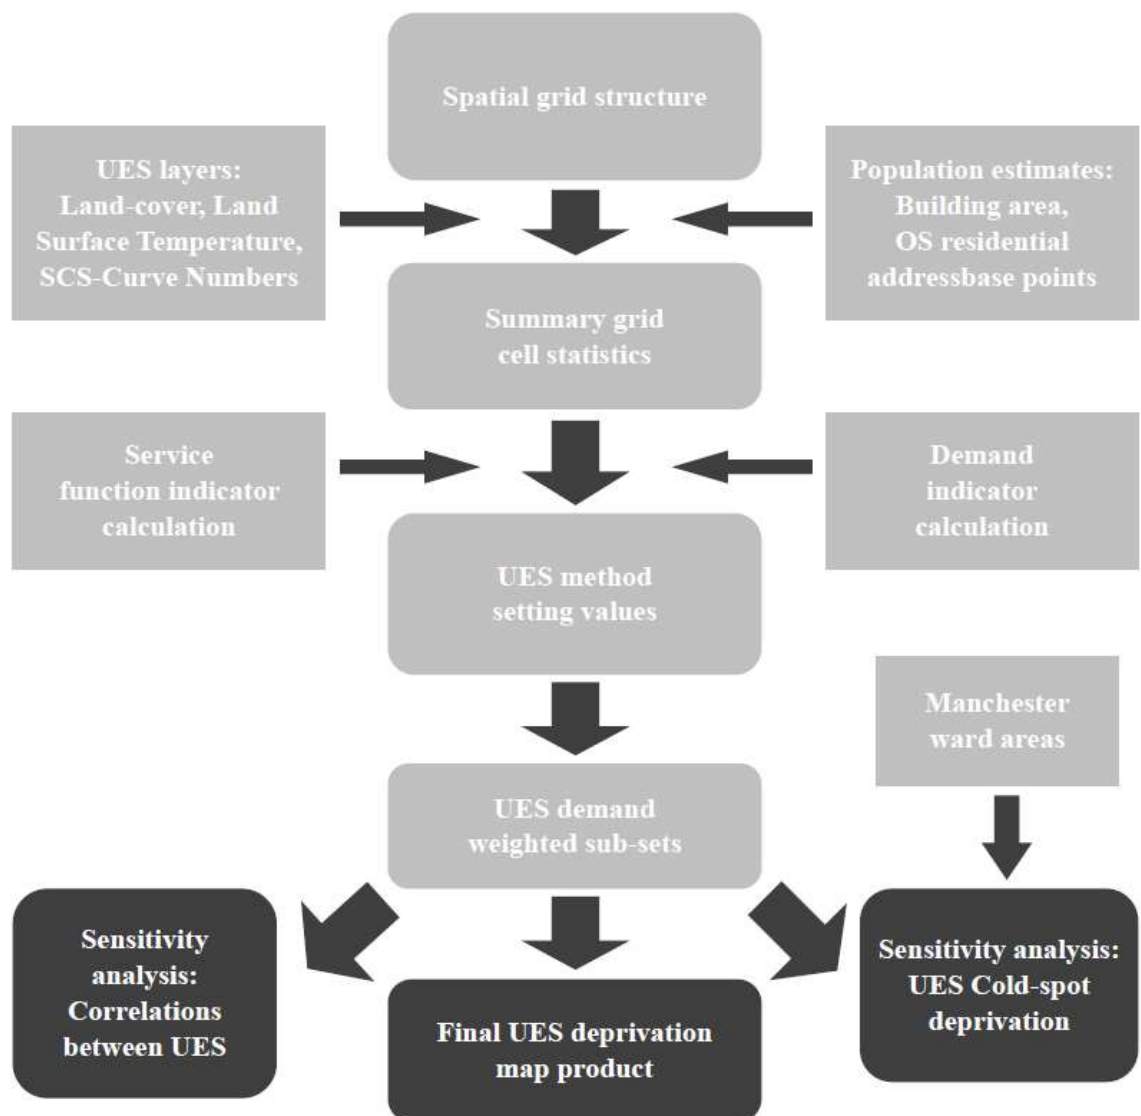 Spatial grid structure
UES layers:
Land-cover, Land
Surface Temperature,
SCS-Curve Numbers
Population estimates:
Building area,
OS residential
addressbase points
Summary grid
cell statistics
Service
function indicator
calculation
Demand
indicator
calculation
UES method
setting values
Manchester
ward areas
UES demand
weighted sub-sets
Sensitivity
analysis:
Correlations
between UES
Final UES deprivation
map product
Sensitivity analysis:
UES Cold-spot
deprivation